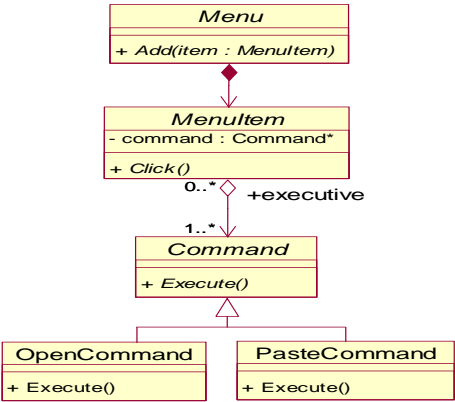 Menu
+ Add(item : MenuItem)
MenuItem
- command : Command*
+ Click()
0..*
+executive
1..*
Command
+ Execute()
OpenCommand
+ Execute()
PasteCommand
+ Execute()